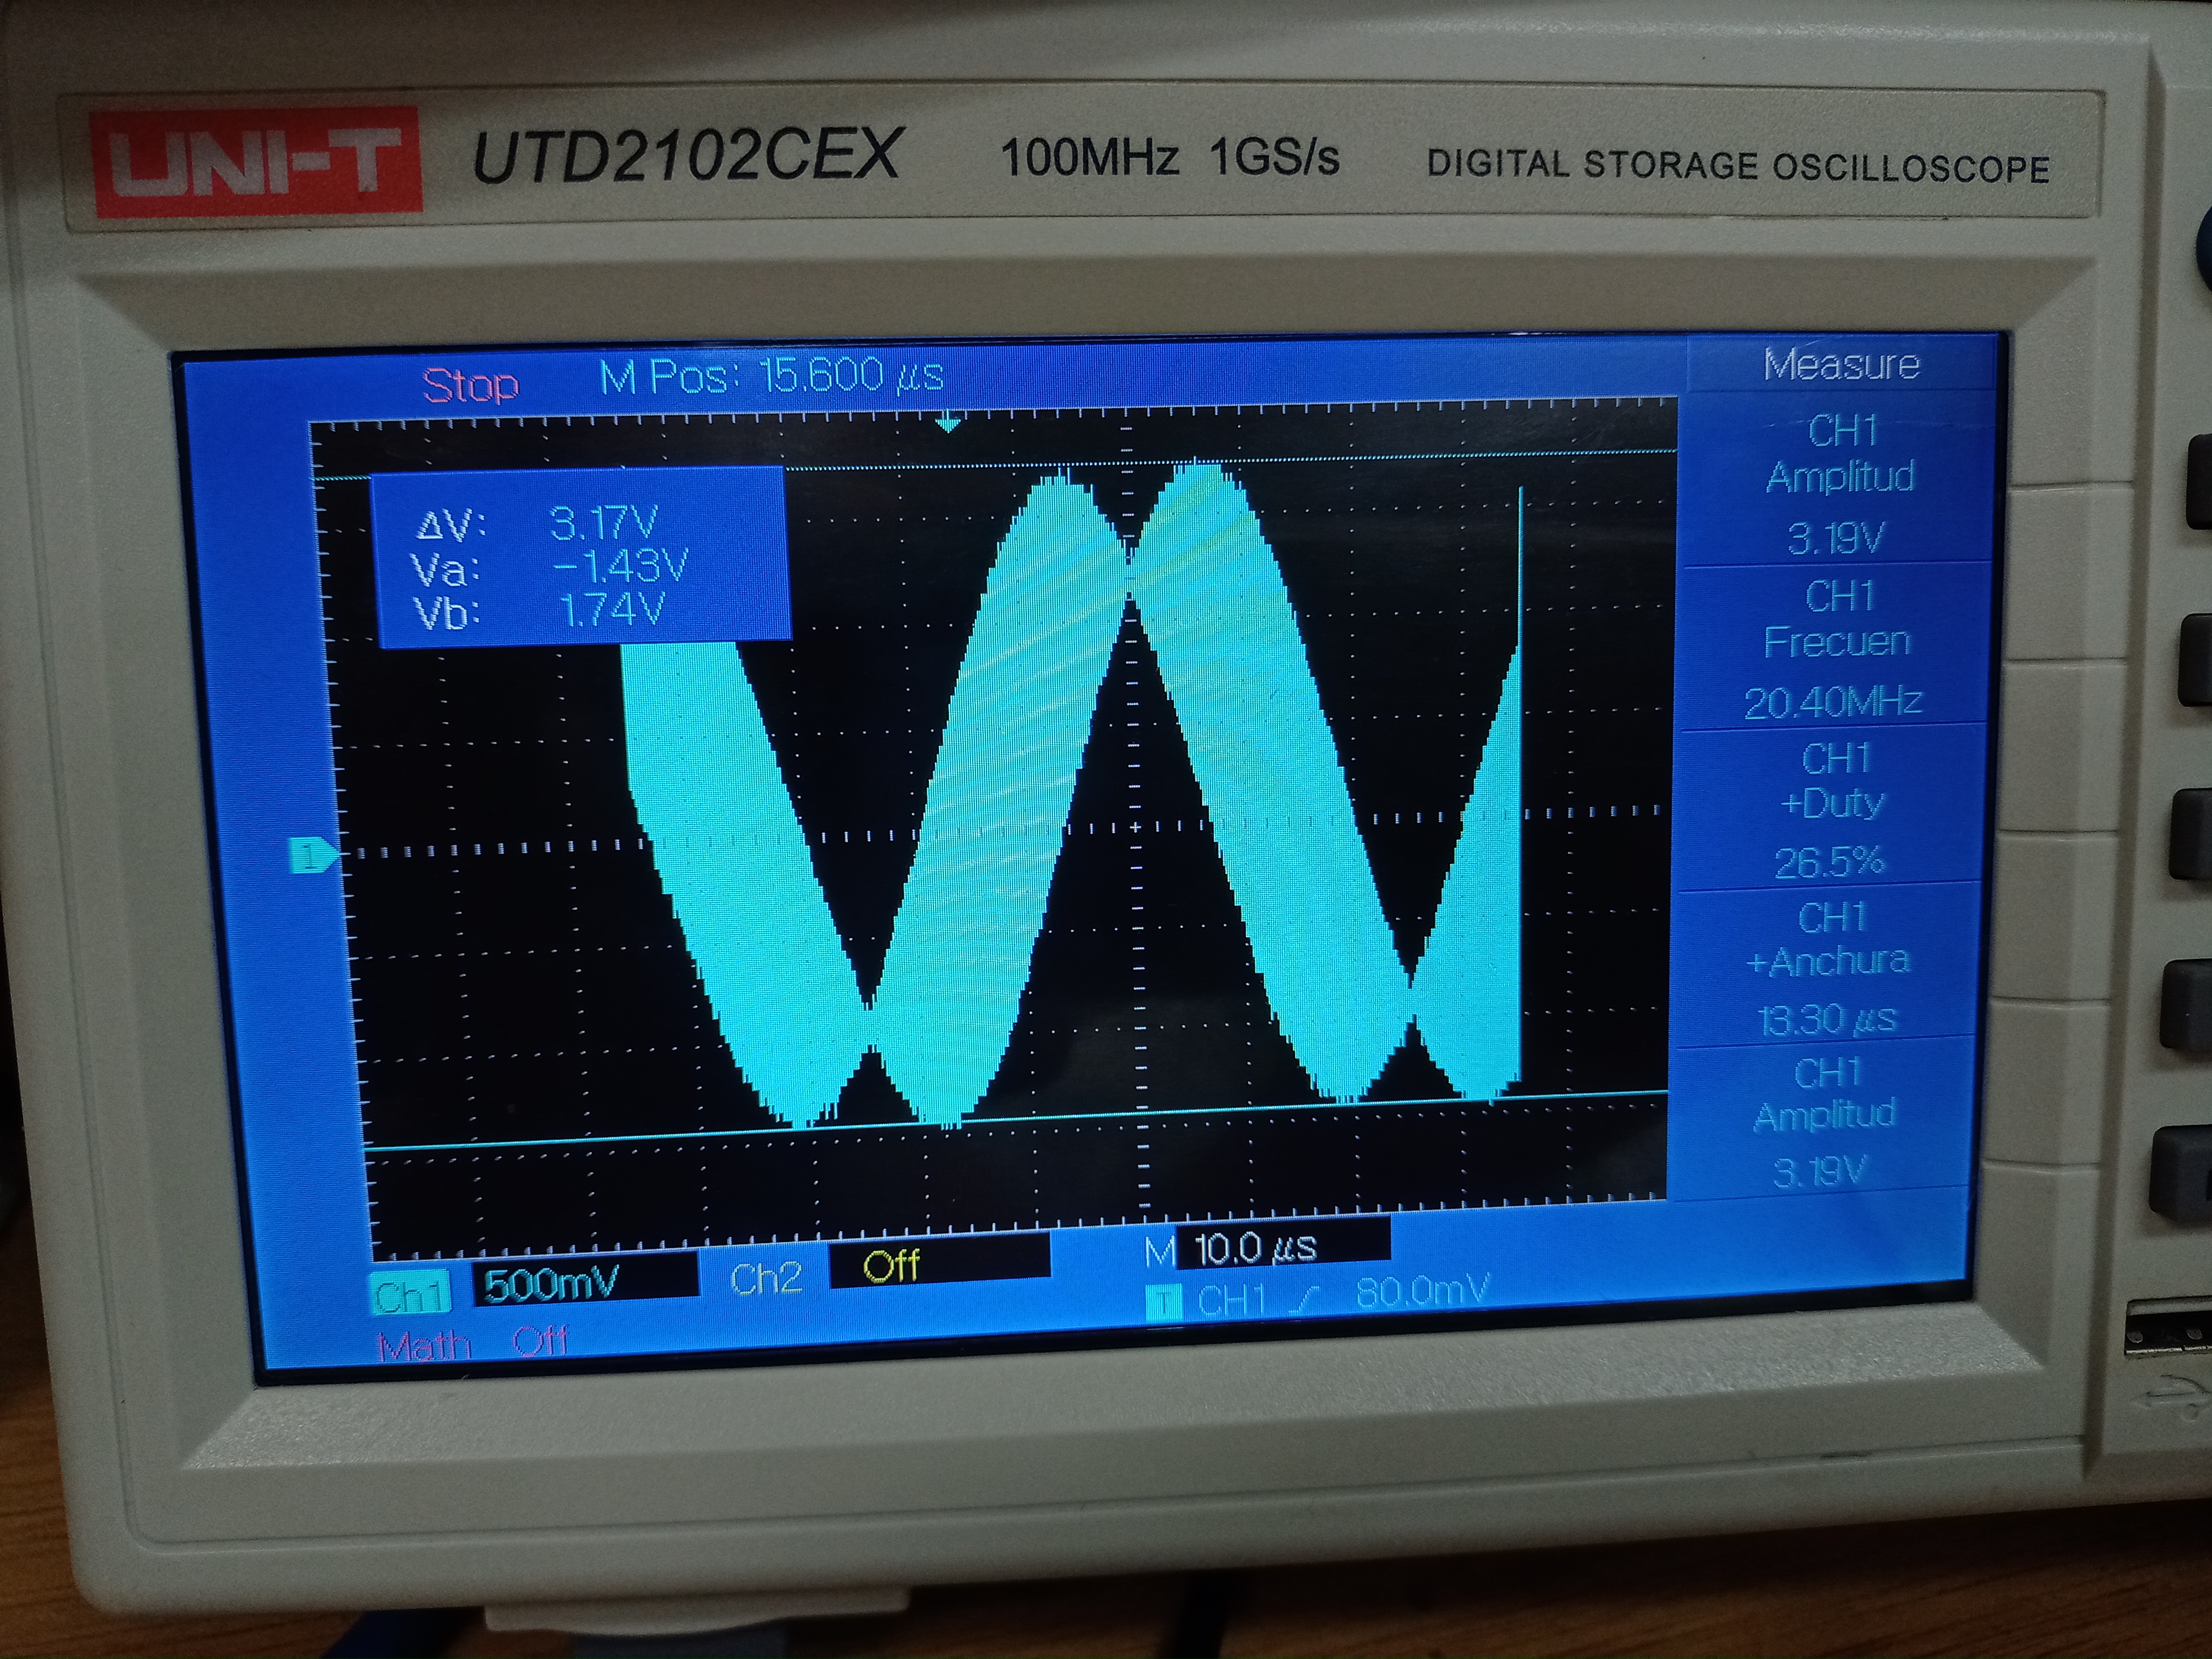 UNI-T UTD2102CEX 100MHz 1GS/s DIGITAL STORAGE OSCILLOSCOPE
Stop M Pos: 15.600 μs
Measure
CH1
Amplitud
3.19V
CH1
Frecuen
20.40MHz
CH1
+Duty
26.5%
CH1
+Anchura
13.30 μs
CH1
Amplitud
3.19V
ΔV: 3.17V
Va: -1.43V
Vb: 1.74V
1
Ch1 500mV Ch2 Off M 10.0 μs
T CH1 80.0mV
Math Off